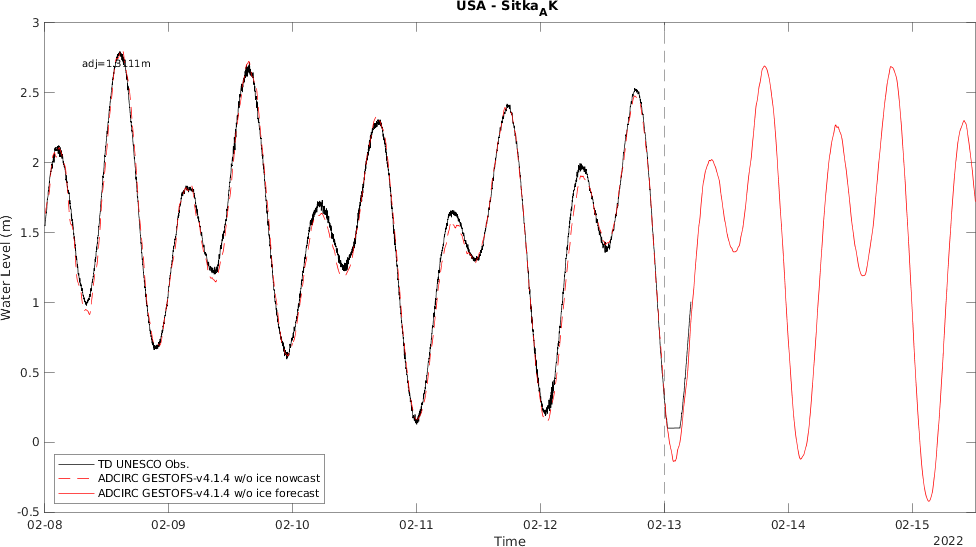 USA - Sitka_AK
adj=1.3111m
3
2.5
2
1.5
1
0.5
0
-0.5
Water Level (m)
TD UNESCO Obs.
ADCIRC GESTOFS-v4.1.4 w/o ice nowcast
ADCIRC GESTOFS-v4.1.4 w/o ice forecast
02-08
02-09
02-10
02-11
02-12
02-13
02-14
02-15
Time
2022